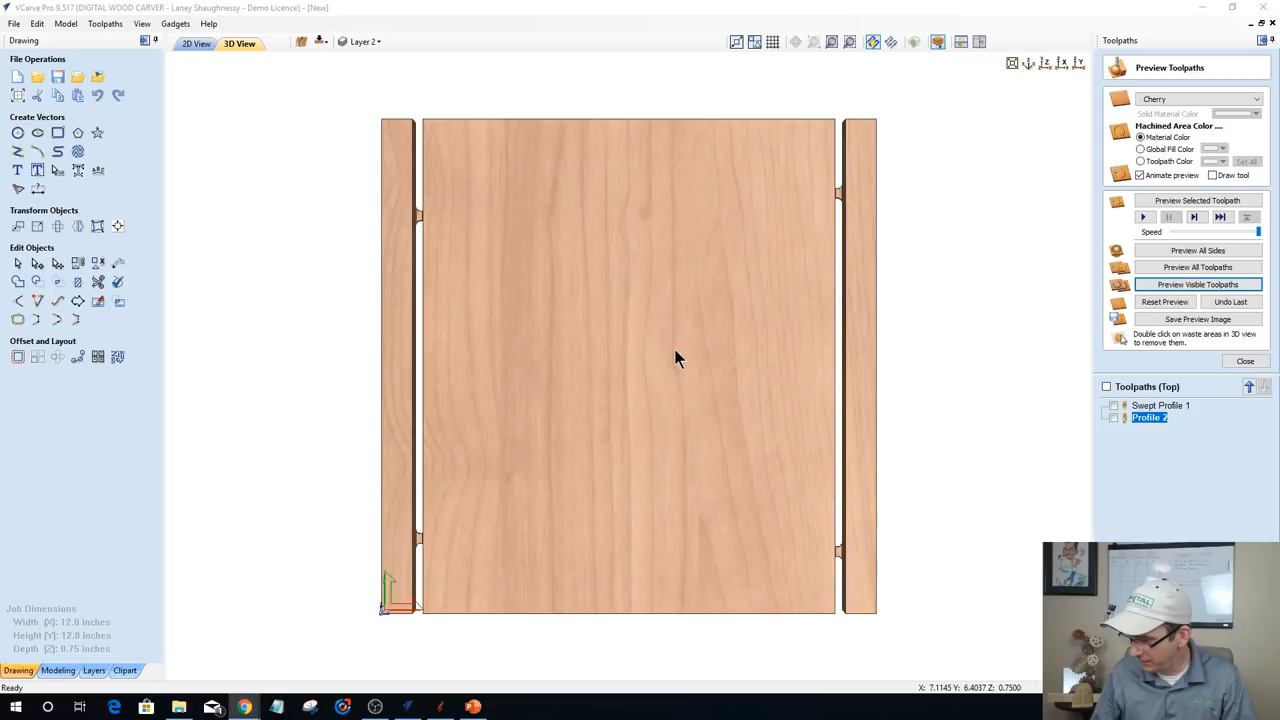 VCarve Pro 9.517 [DIGITAL WOOD CARVER - Laney Shaughnessy - Demo Licence] - [New]
File Edit Model Toolpaths View Gadgets Help
Drawing
2D View 3D View Layer 2
File Operations
Create Vectors
Transform Objects
Edit Objects
Offset and Layout
Job Dimensions
Width (X): 12.0 inches
Height (Y): 12.0 inches
Depth (Z): 0.75 inches
Drawing Modeling Layers Clipart
Ready
X: 7.1145 Y: 6.4037 Z: 0.7500
Toolpaths
Preview Toolpaths
Cherry
Solid Material Color
Machined Area Color ....
Material Color
Global Fill Color
Toolpath Color Set All
Animate preview Draw tool
Preview Selected Toolpath
Speed
Preview All Sides
Preview All Toolpaths
Preview Visible Toolpaths
Reset Preview Undo Last
Save Preview Image
Double click on waste areas in 3D view
to remove them.
Close
Toolpaths (Top)
Swept Profile 1
Profile 2